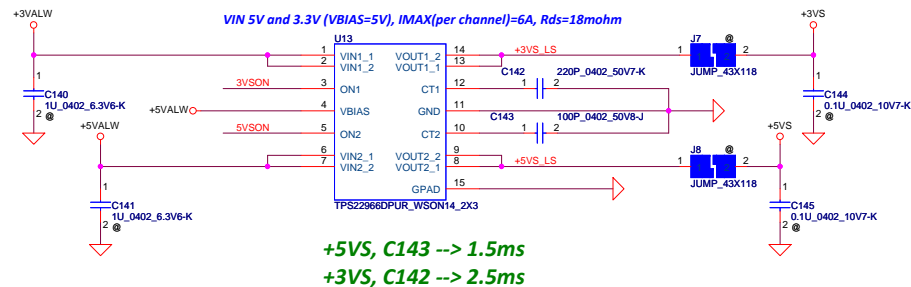 VIN 5V and 3.3V (VBIAS=5V), IMAX(per channel)=6A, Rds=18mohm
+3VALW
+3VS
U13
J7
@
1
VIN1_1
VOUT1_2
14
+3VS_LS
1
2
2
VIN1_2
VOUT1_1
13
JUMP_43X118
C142
220P_0402_50V7-K
3VSON
3
ON1
CT1
12
1
2
1
C140
1U_0402_6.3V6-K
2
@
1
C144
0.1U_0402_10V7-K
2
@
+5VALW
4
VBIAS
GND
11
C143
100P_0402_50V8-J
+5VALW
5VSON
5
ON2
CT2
10
1
2
+5VS
6
VIN2_1
VOUT2_2
9
J8
@
7
VIN2_2
VOUT2_1
8
+5VS_LS
1
2
JUMP_43X118
GPAD
15
1
C141
1U_0402_6.3V6-K
2
@
TPS22966DPUR_WSON14_2X3
1
C145
0.1U_0402_10V7-K
2
@
+5VS, C143 --> 1.5ms
+3VS, C142 --> 2.5ms